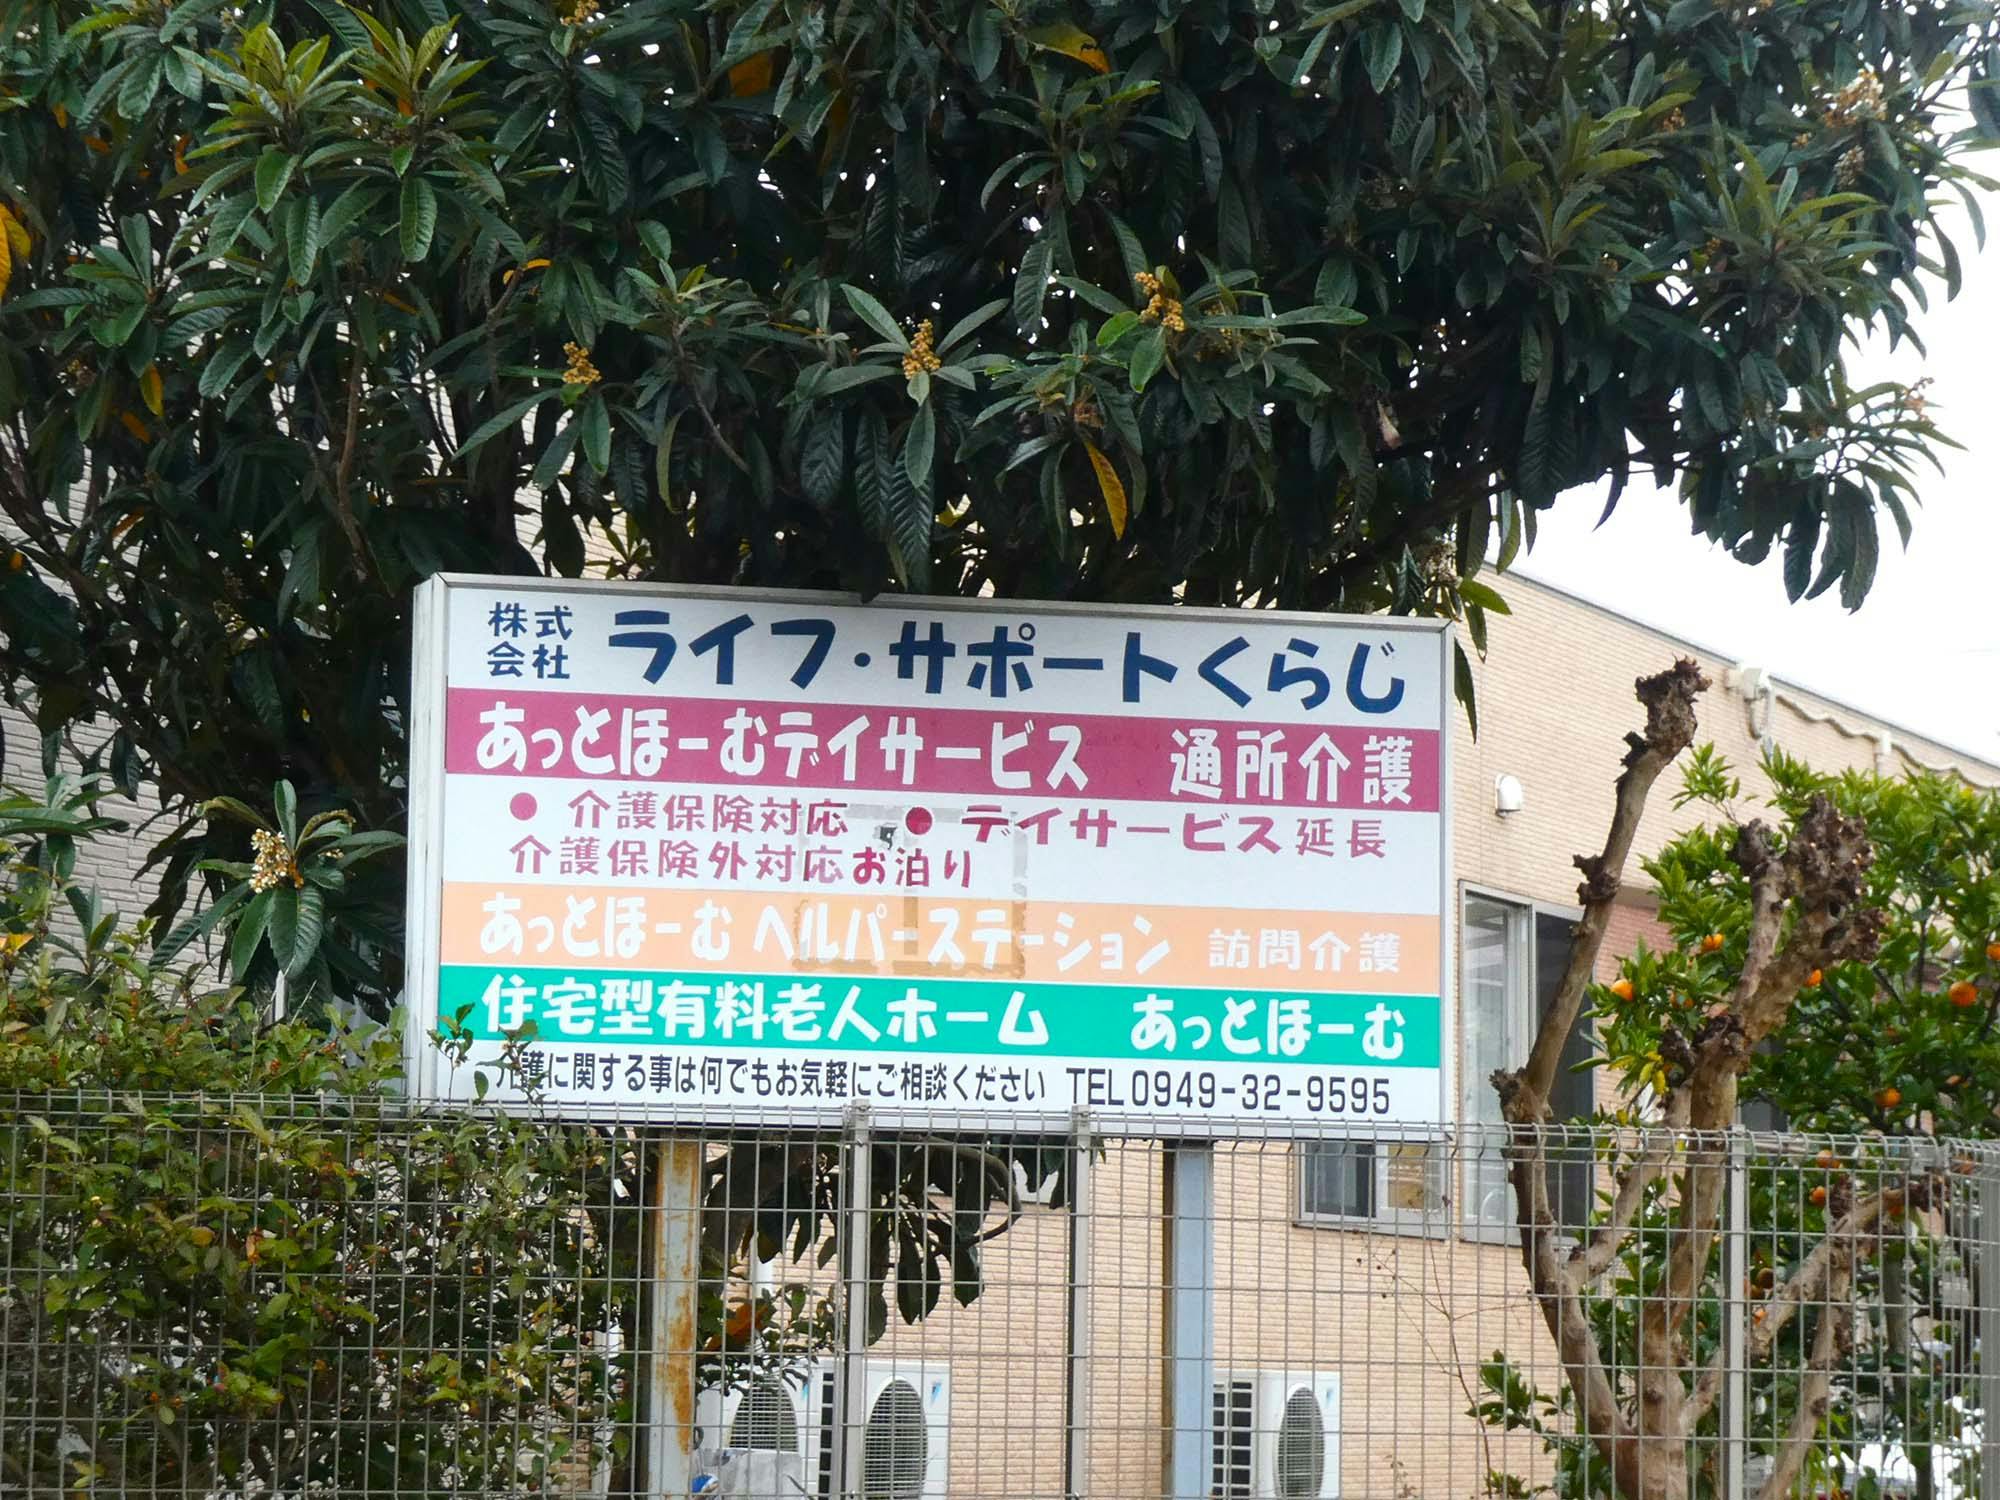 株式会社 ライフ・サポートくらじ
あっとほーむデイサービス 通所介護
● 介護保険対応 ● デイサービス延長
介護保険外対応お泊り
あっとほーむ ヘルパーステーション 訪問介護
住宅型有料老人ホーム あっとほーむ
介護に関する事は何でもお気軽にご相談ください TEL0949-32-9595